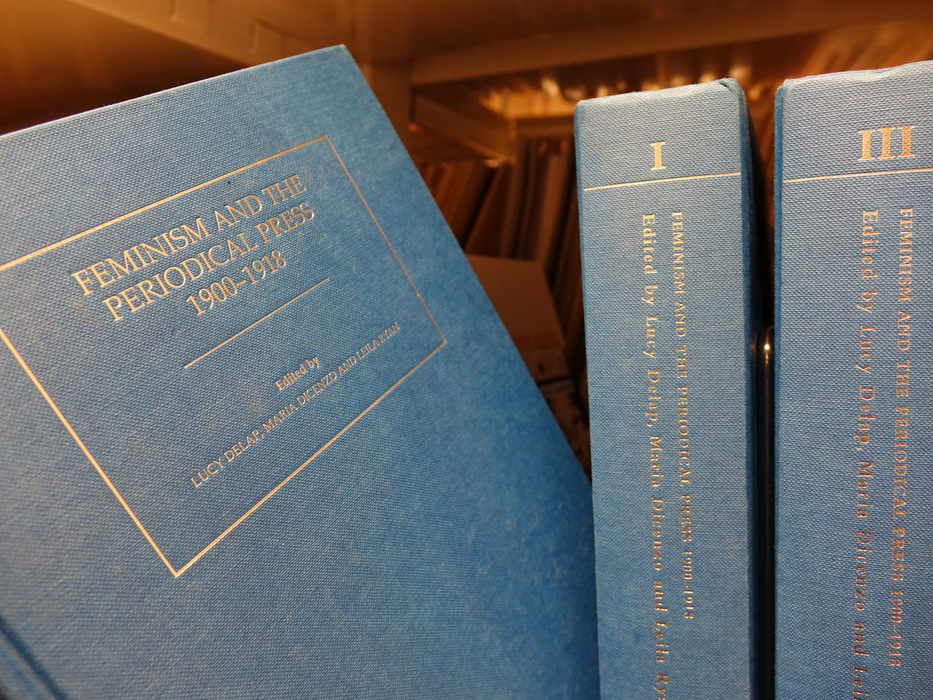 FEMINISM AND THE
PERIODICAL PRESS
1900–1918
Edited by
LUCY DELAP, MARIA DICENZO AND LEILA RYAN
I
FEMINISM AND THE PERIODICAL PRESS 1900–1918
Edited by Lucy Delap, Maria Dicenzo and Leila Ry
III
FEMINISM AND THE PERIODICAL PRESS 1900–1918
Edited by Lucy Delap, Maria Dicenzo and Lei